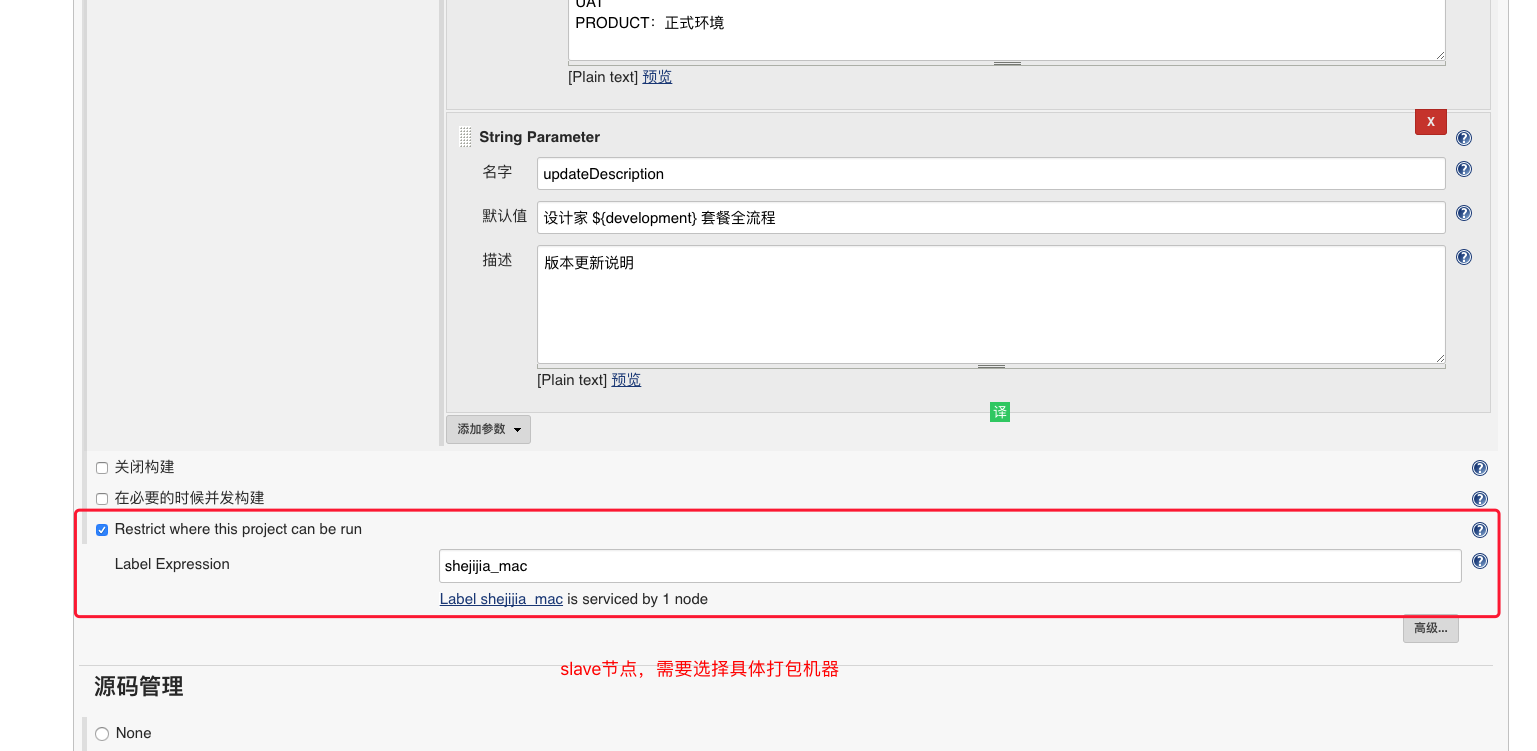 UAT
PRODUCT：正式环境
[Plain text] 预览
X
String Parameter
名字
updateDescription
默认值
设计家 ${development} 套餐全流程
描述
版本更新说明
[Plain text] 预览
译
添加参数
关闭构建
在必要的时候并发构建
Restrict where this project can be run
Label Expression
shejijia_mac
Label shejijia_mac is serviced by 1 node
高级...
slave节点，需要选择具体打包机器
源码管理
None